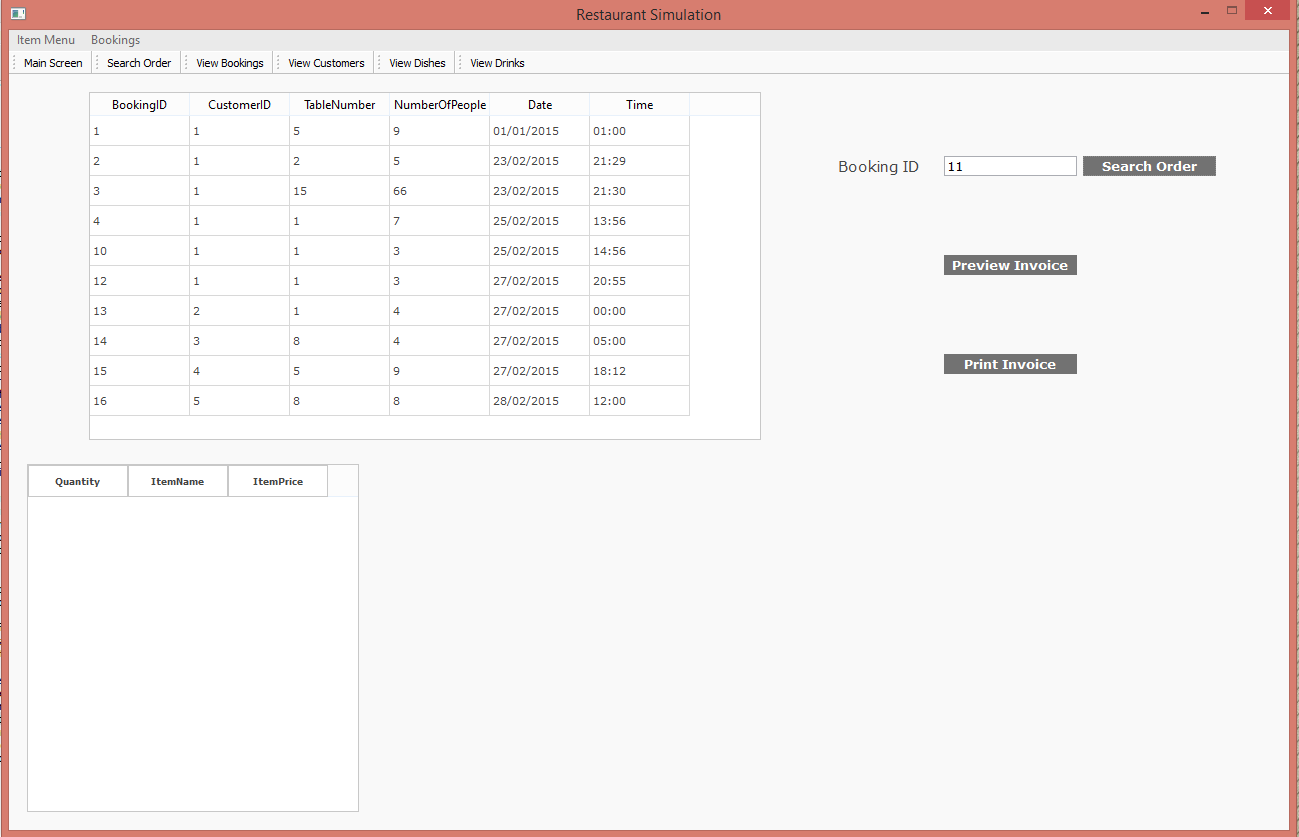 Restaurant Simulation
Item Menu Bookings
Main Screen Search Order View Bookings View Customers View Dishes View Drinks
BookingID CustomerID TableNumber NumberOfPeople Date Time
1 1 5 9 01/01/2015 01:00
2 1 2 5 23/02/2015 21:29
3 1 15 66 23/02/2015 21:30
4 1 1 7 25/02/2015 13:56
10 1 1 3 25/02/2015 14:56
12 1 1 3 27/02/2015 20:55
13 2 1 4 27/02/2015 00:00
14 3 8 4 27/02/2015 05:00
15 4 5 9 27/02/2015 18:12
16 5 8 8 28/02/2015 12:00
Booking ID 11 Search Order
Preview Invoice
Print Invoice
Quantity ItemName ItemPrice